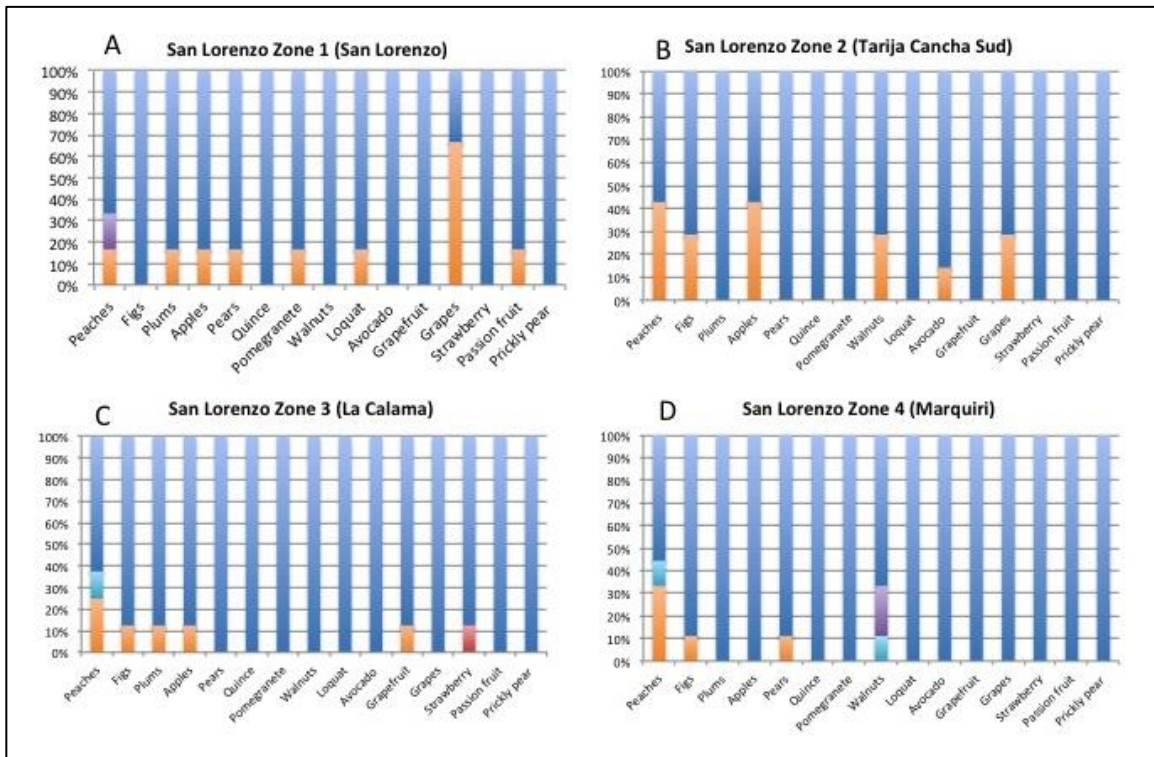 A
San Lorenzo Zone 1 (San Lorenzo)
100%
90%
80%
70%
60%
50%
40%
30%
20%
10%
0%
Peaches
Figs
Plums
Apples
Pears
Quince
Pomegranete
Walnuts
Loquat
Avocado
Grapefruit
Grapes
Strawberry
Passion fruit
Prickly pear
B
San Lorenzo Zone 2 (Tarija Cancha Sud)
100%
90%
80%
70%
60%
50%
40%
30%
20%
10%
0%
Peaches
Figs
Plums
Apples
Pears
Quince
Pomegranete
Walnuts
Loquat
Avocado
Grapefruit
Grapes
Strawberry
Passion fruit
Prickly pear
C
San Lorenzo Zone 3 (La Calama)
100%
90%
80%
70%
60%
50%
40%
30%
20%
10%
0%
Peaches
Figs
Plums
Apples
Pears
Quince
Pomegranete
Walnuts
Loquat
Avocado
Grapefruit
Grapes
Strawberry
Passion fruit
Prickly pear
D
San Lorenzo Zone 4 (Marquiri)
100%
90%
80%
70%
60%
50%
40%
30%
20%
10%
0%
Peaches
Figs
Plums
Apples
Pears
Quince
Pomegranete
Walnuts
Loquat
Avocado
Grapefruit
Grapes
Strawberry
Passion fruit
Prickly pear